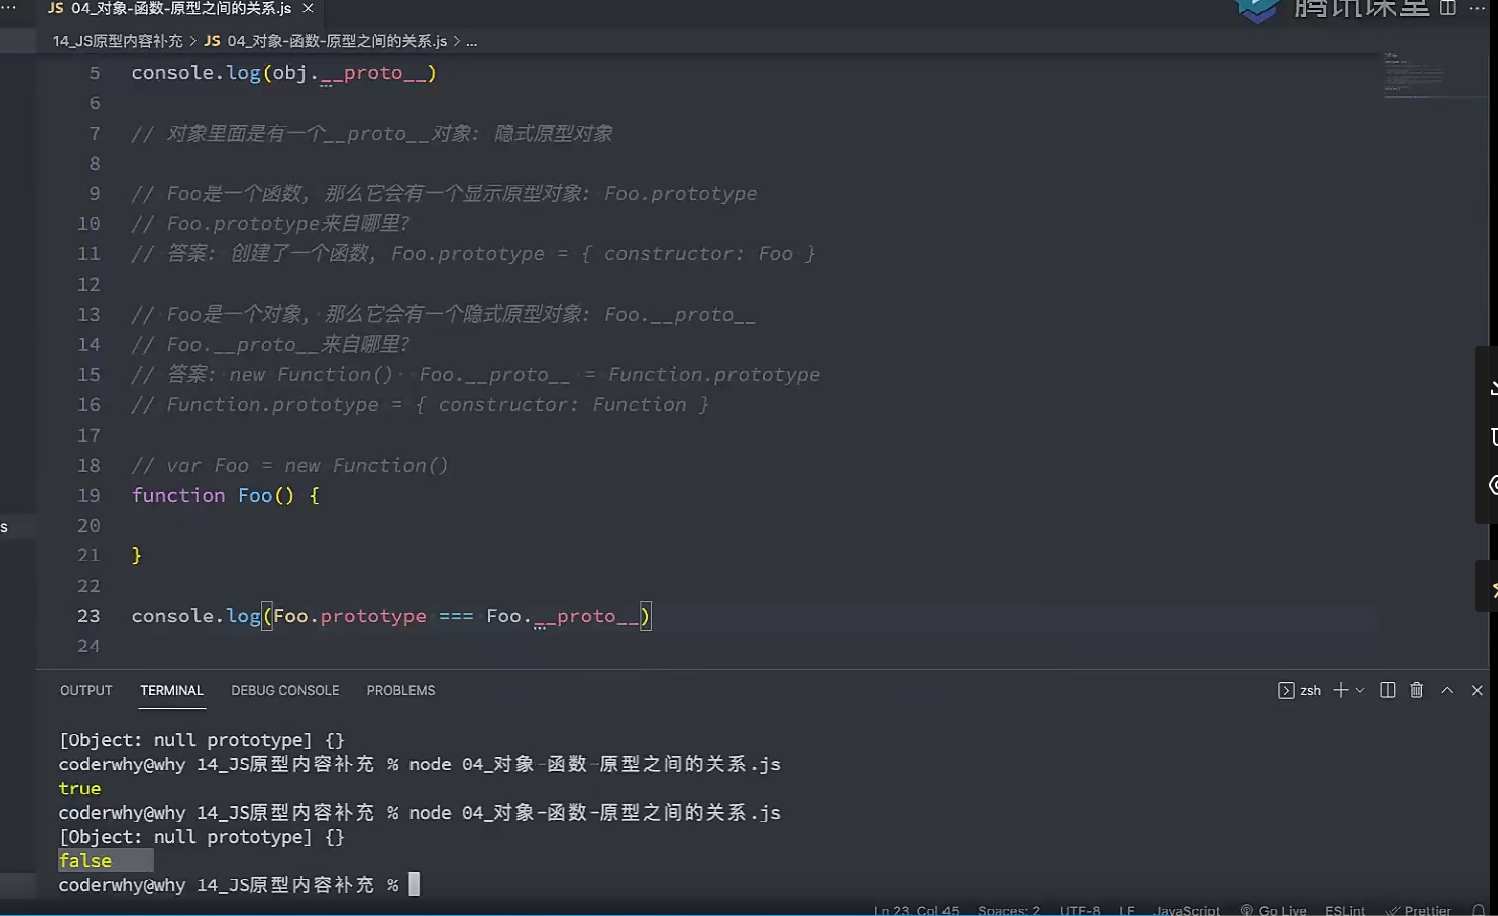 JS 04_对象-函数-原型之间的关系.js ×
腾讯课堂
14_JS原型内容补充 > JS 04_对象-函数-原型之间的关系.js > ...
5 console.log(obj.__proto__)
6
7 // 对象里面是有一个__proto__对象: 隐式原型对象
8
9 // Foo是一个函数, 那么它会有一个显示原型对象: Foo.prototype
10 // Foo.prototype来自哪里?
11 // 答案: 创建了一个函数, Foo.prototype = { constructor: Foo }
12
13 // Foo是一个对象, 那么它会有一个隐式原型对象: Foo.__proto__
14 // Foo.__proto__来自哪里?
15 // 答案: new Function()  Foo.__proto__ = Function.prototype
16 // Function.prototype = { constructor: Function }
17
18 // var Foo = new Function()
19 function Foo() {
20
21 }
22
23 console.log(Foo.prototype === Foo.__proto__)
24
s
OUTPUT TERMINAL DEBUG CONSOLE PROBLEMS zsh
[Object: null prototype] {}
coderwhy@why 14_JS原型内容补充 % node 04_对象-函数-原型之间的关系.js
true
coderwhy@why 14_JS原型内容补充 % node 04_对象-函数-原型之间的关系.js
[Object: null prototype] {}
false
coderwhy@why 14_JS原型内容补充 %
Ln 23, Col 45 Spaces: 2 UTF-8 LF JavaScript Go Live ESLint Prettier